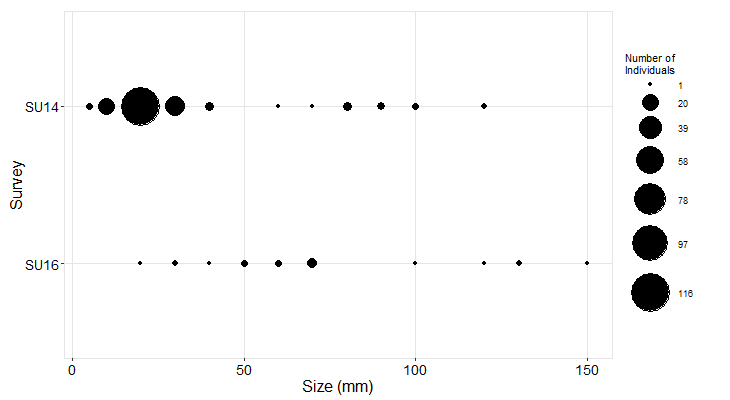 Number of
Individuals
1
20
39
58
78
97
116
SU14
SU16
Survey
0
50
100
150
Size (mm)